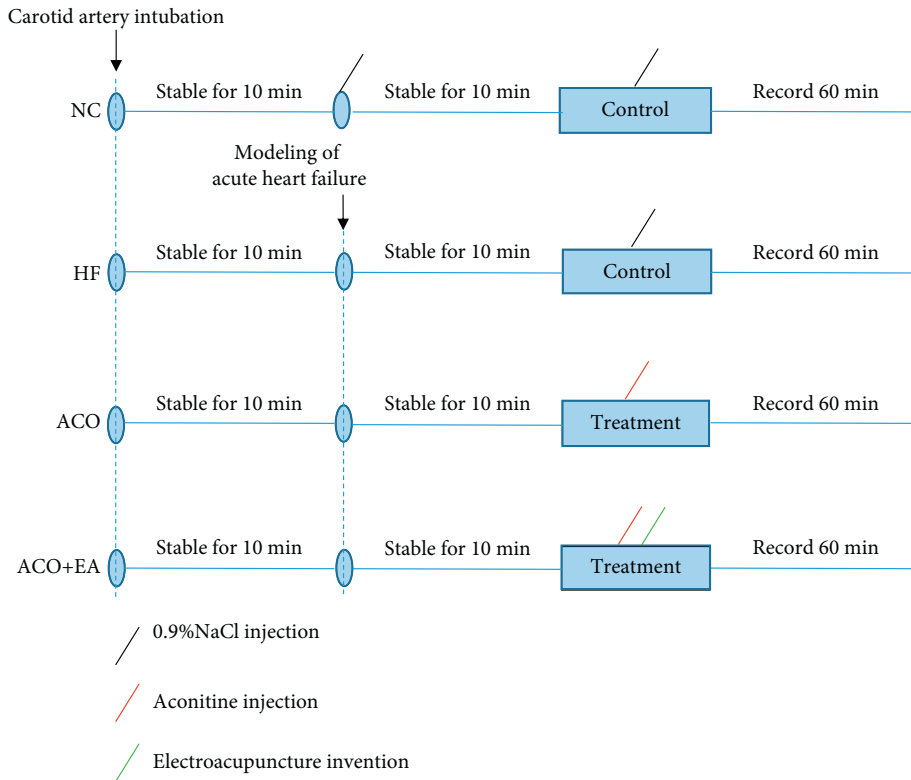 Carotid artery intubation
NC
Stable for 10 min
Stable for 10 min
Control
Record 60 min
Modeling of
acute heart failure
HF
Stable for 10 min
Stable for 10 min
Control
Record 60 min
ACO
Stable for 10 min
Stable for 10 min
Treatment
Record 60 min
ACO+EA
Stable for 10 min
Stable for 10 min
Treatment
Record 60 min
0.9%NaCl injection
Aconitine injection
Electroacupuncture invention